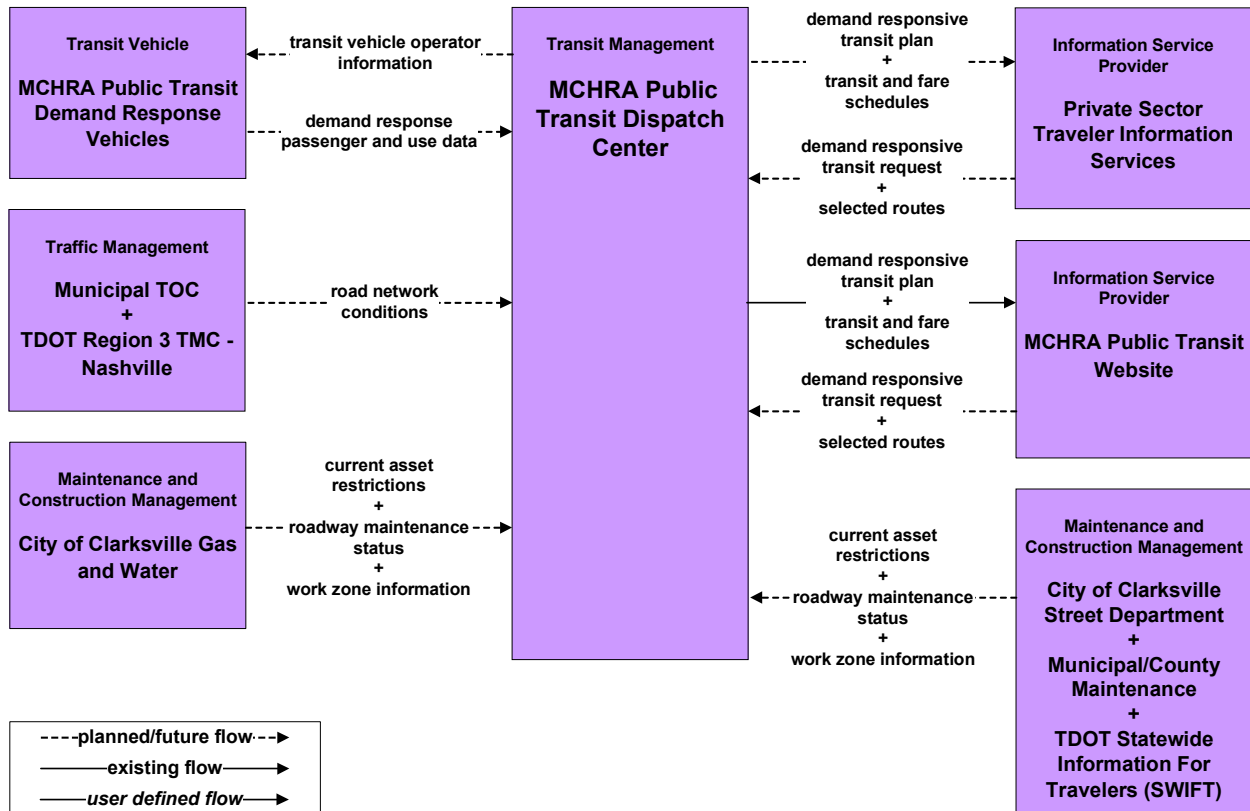 Transit Vehicle
MCHRA Public Transit
Demand Response
Vehicles
transit vehicle operator
information
demand response
passenger and use data
Traffic Management
Municipal TOC
+
TDOT Region 3 TMC -
Nashville
road network
conditions
Maintenance and
Construction Management
City of Clarksville Gas
and Water
current asset
restrictions
+
roadway maintenance
status
+
work zone information
Transit Management
MCHRA Public
Transit Dispatch
Center
demand responsive
transit plan
+
transit and fare
schedules
demand responsive
transit request
+
selected routes
Information Service
Provider
Private Sector
Traveler Information
Services
demand responsive
transit plan
+
transit and fare
schedules
demand responsive
transit request
+
selected routes
Information Service
Provider
MCHRA Public Transit
Website
current asset
restrictions
+
roadway maintenance
status
+
work zone information
Maintenance and
Construction Management
City of Clarksville
Street Department
+
Municipal/County
Maintenance
+
TDOT Statewide
Information For
Travelers (SWIFT)
planned/future flow
existing flow
user defined flow